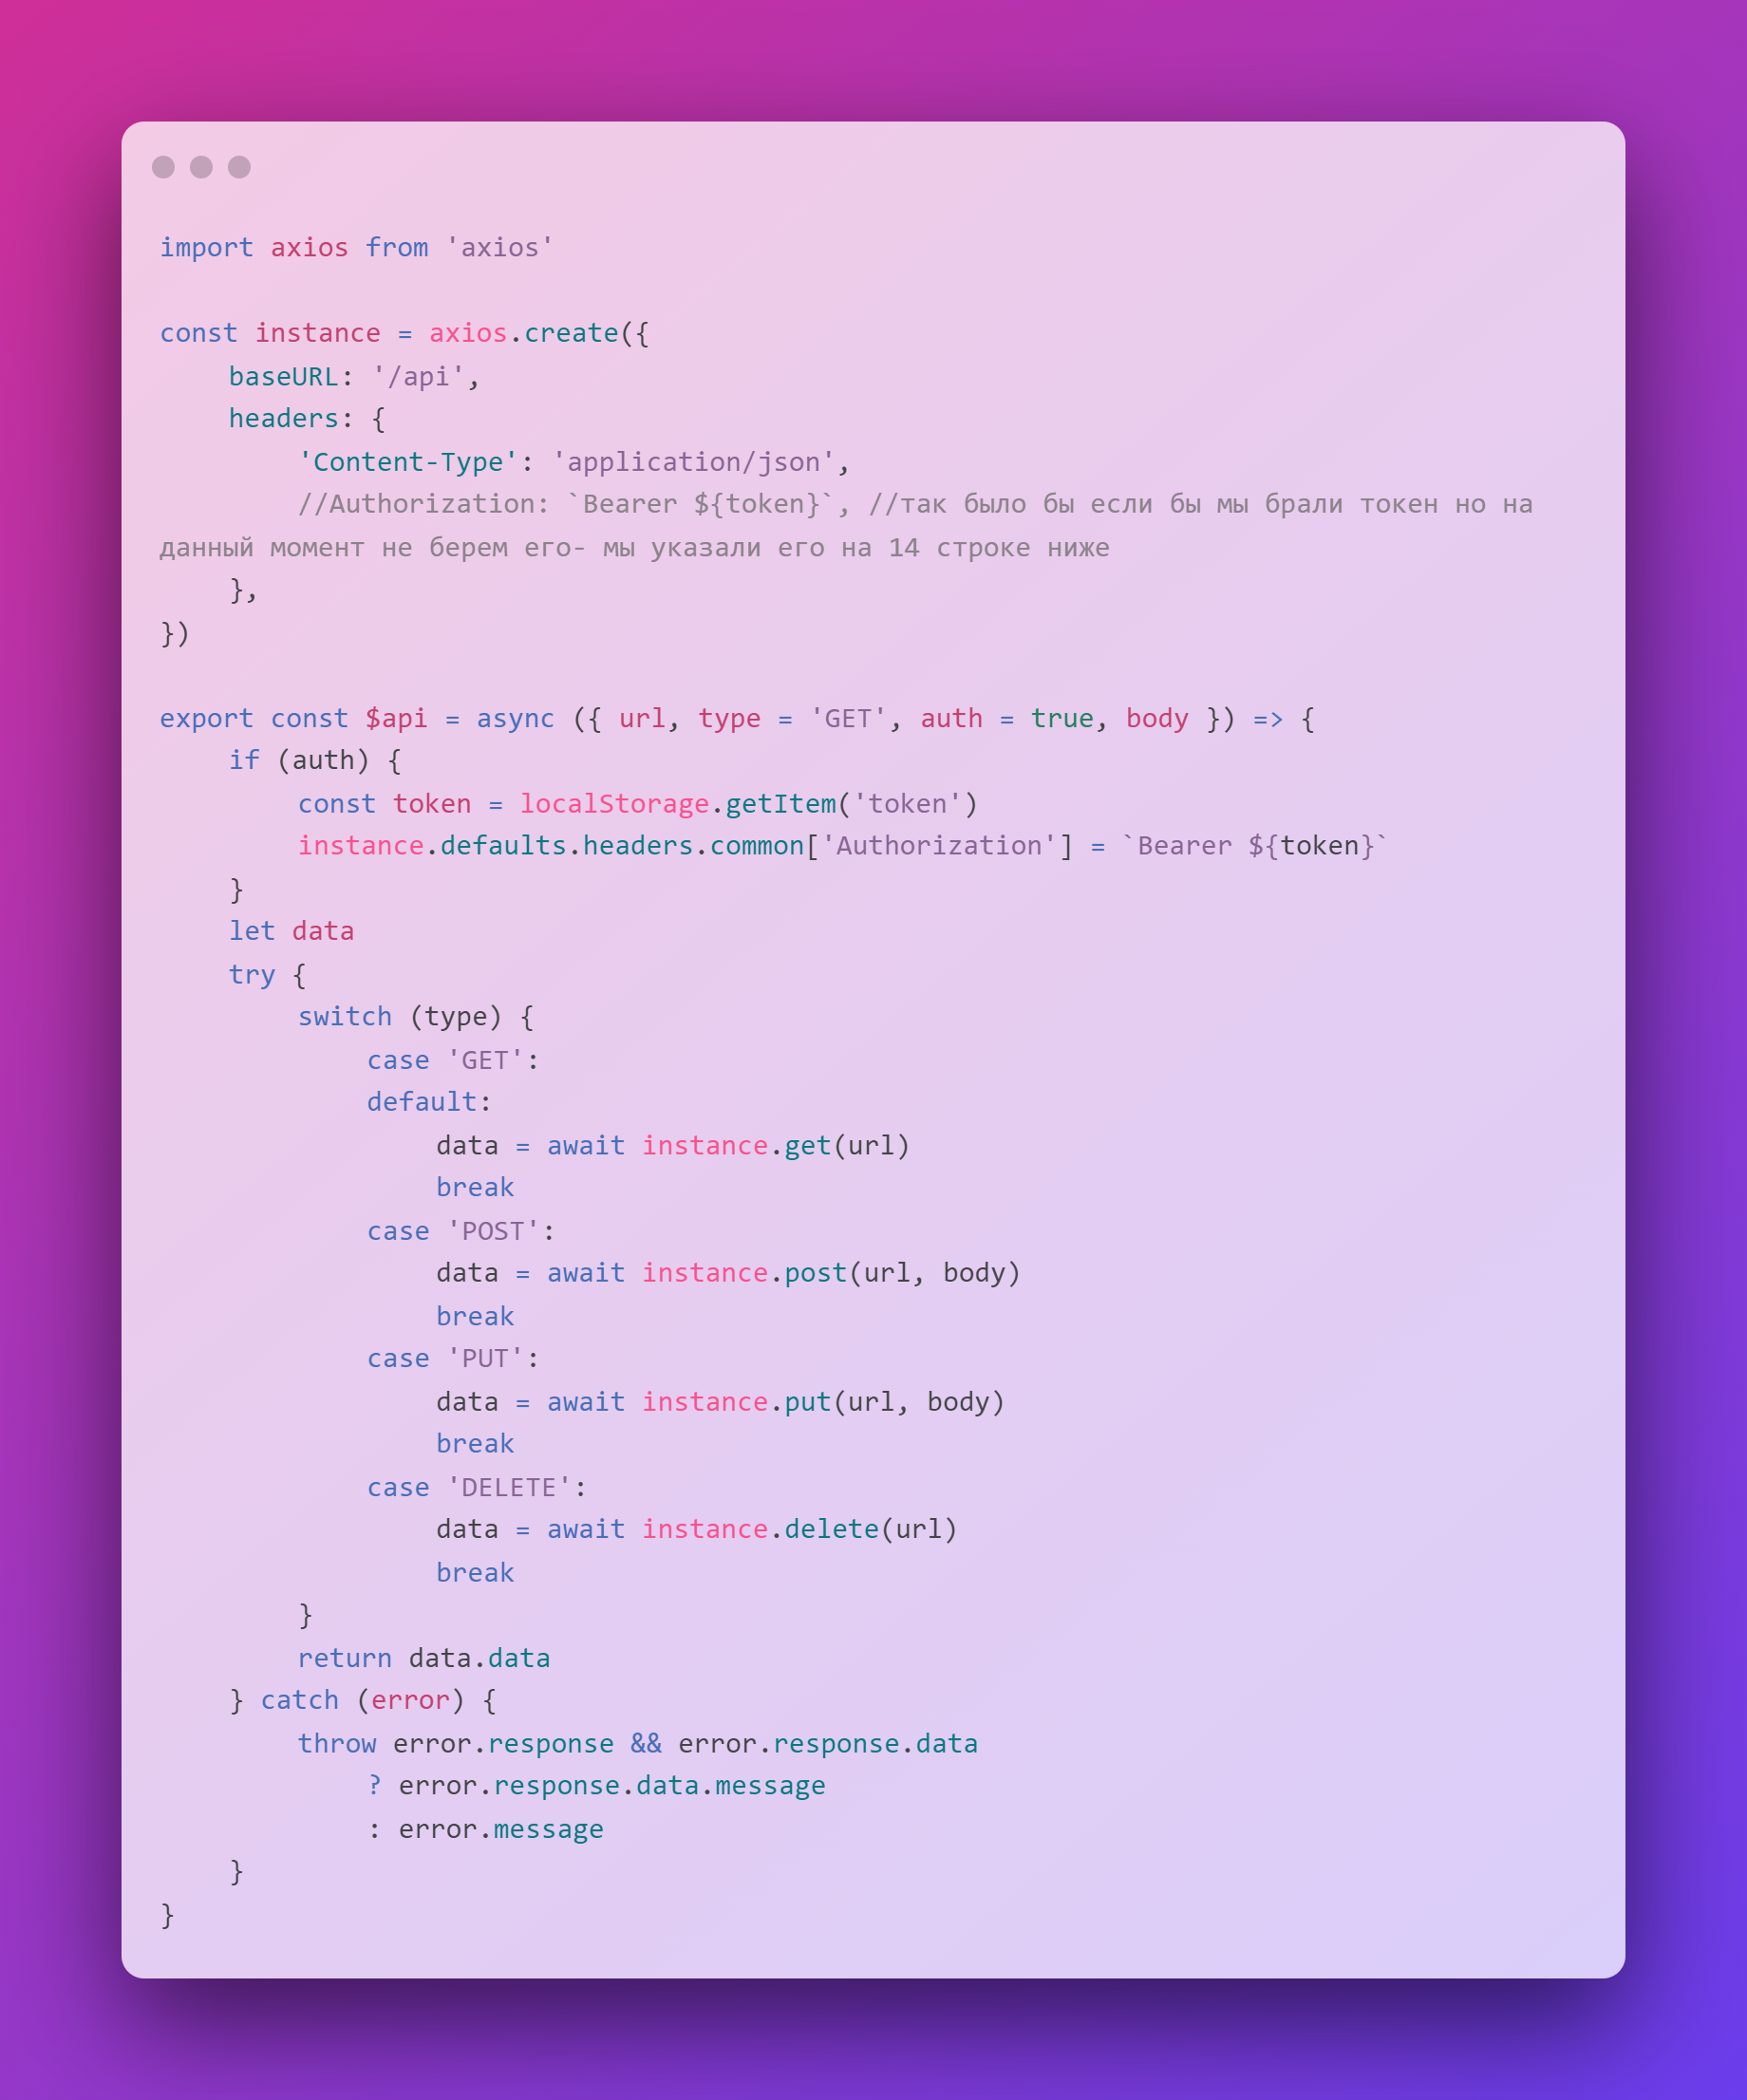 import axios from 'axios'

const instance = axios.create({
    baseURL: '/api',
    headers: {
        'Content-Type': 'application/json',
        //Authorization: `Bearer ${token}`, //так было бы если бы мы брали токен но на
данный момент не берем его- мы указали его на 14 строке ниже
    },
})

export const $api = async ({ url, type = 'GET', auth = true, body }) => {
    if (auth) {
        const token = localStorage.getItem('token')
        instance.defaults.headers.common['Authorization'] = `Bearer ${token}`
    }
    let data
    try {
        switch (type) {
            case 'GET':
            default:
                data = await instance.get(url)
                break
            case 'POST':
                data = await instance.post(url, body)
                break
            case 'PUT':
                data = await instance.put(url, body)
                break
            case 'DELETE':
                data = await instance.delete(url)
                break
        }
        return data.data
    } catch (error) {
        throw error.response && error.response.data
            ? error.response.data.message
            : error.message
    }
}